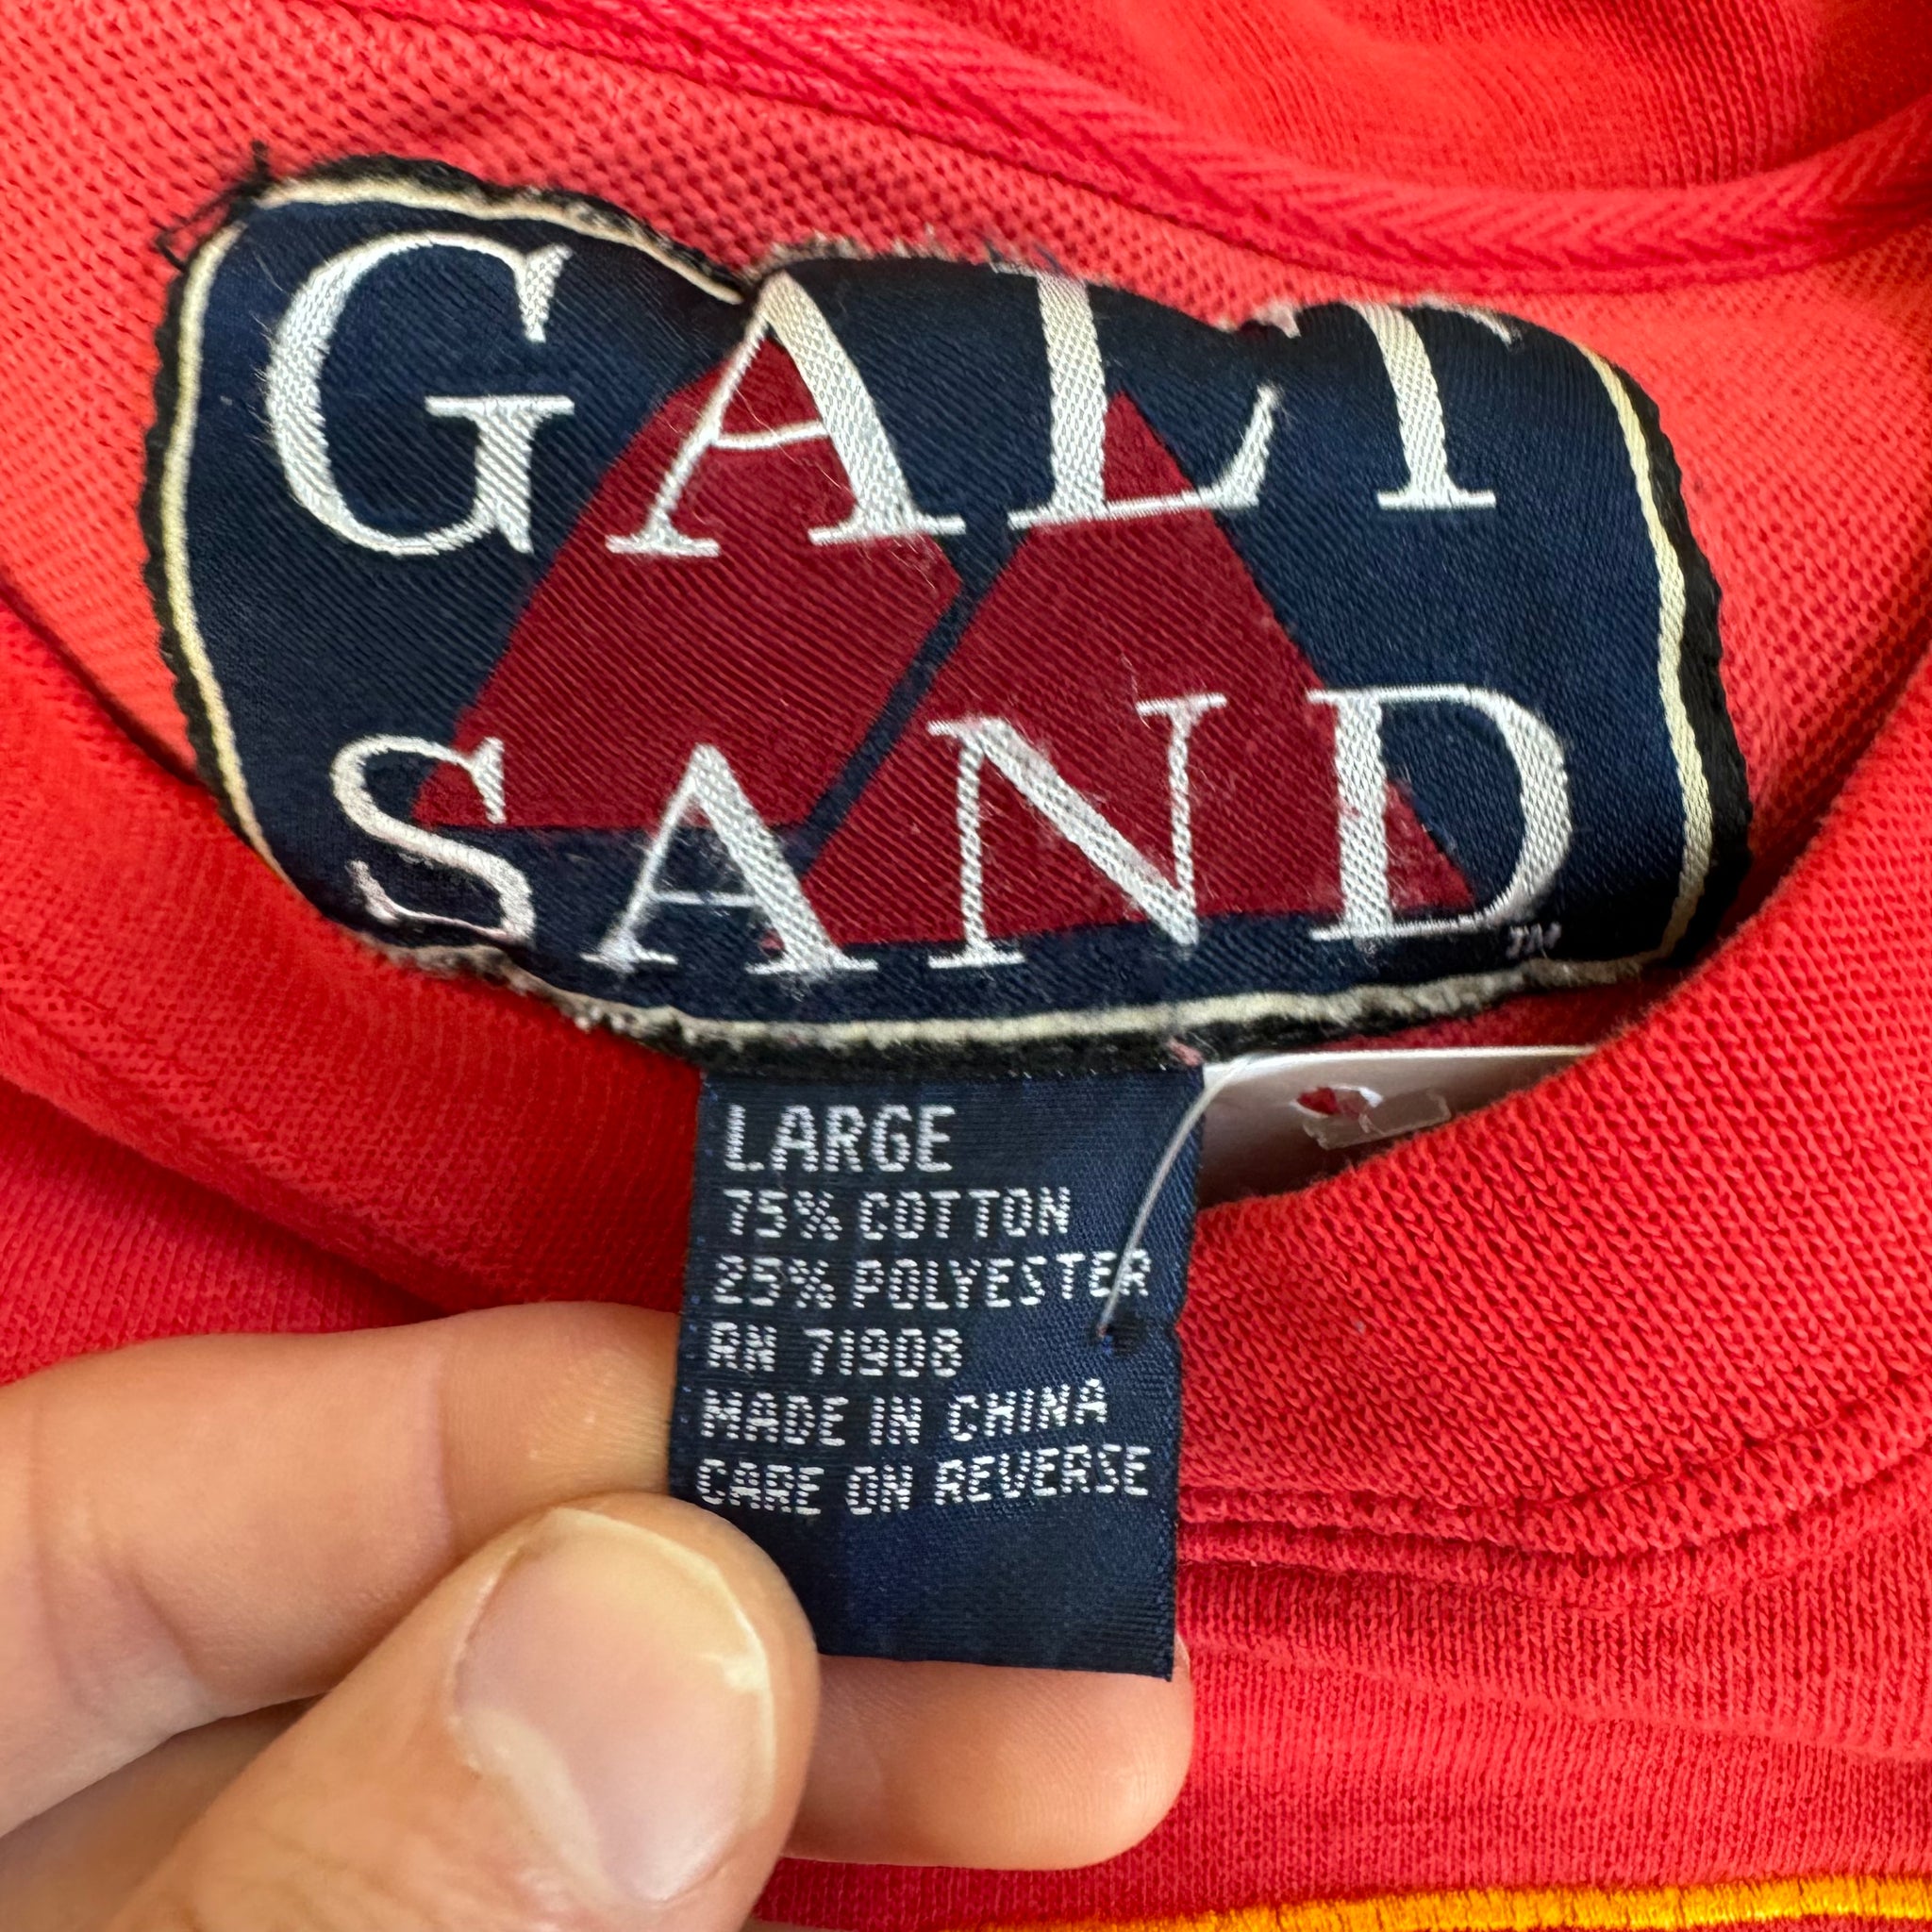 GALT
SAND
TM
LARGE
75% COTTON
25% POLYESTER
RN 71908
MADE IN CHINA
CARE ON REVERSE